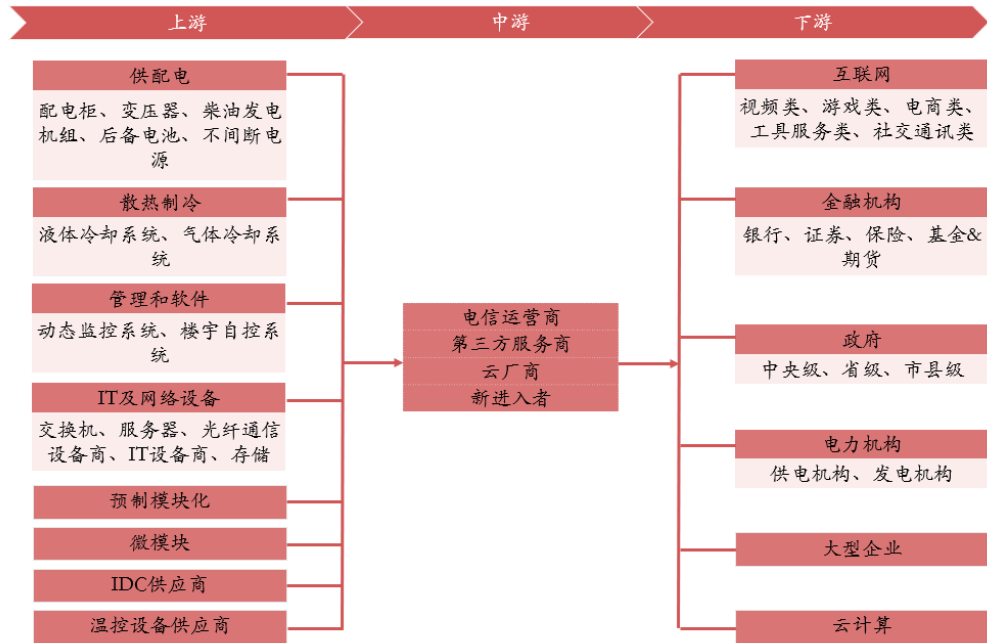 上游
中游
下游
供配电
配电柜、变压器、柴油发电
机组、后备电池、不间断电
源
散热制冷
液体冷却系统、气体冷却系
统
管理和软件
动态监控系统、楼宇自控系
统
IT及网络设备
交换机、服务器、光纤通信
设备商、IT设备商、存储
预制模块化
微模块
IDC供应商
温控设备供应商
电信运营商
第三方服务商
云厂商
新进入者
互联网
视频类、游戏类、电商类、
工具服务类、社交通讯类
金融机构
银行、证券、保险、基金&
期货
政府
中央级、省级、市县级
电力机构
供电机构、发电机构
大型企业
云计算